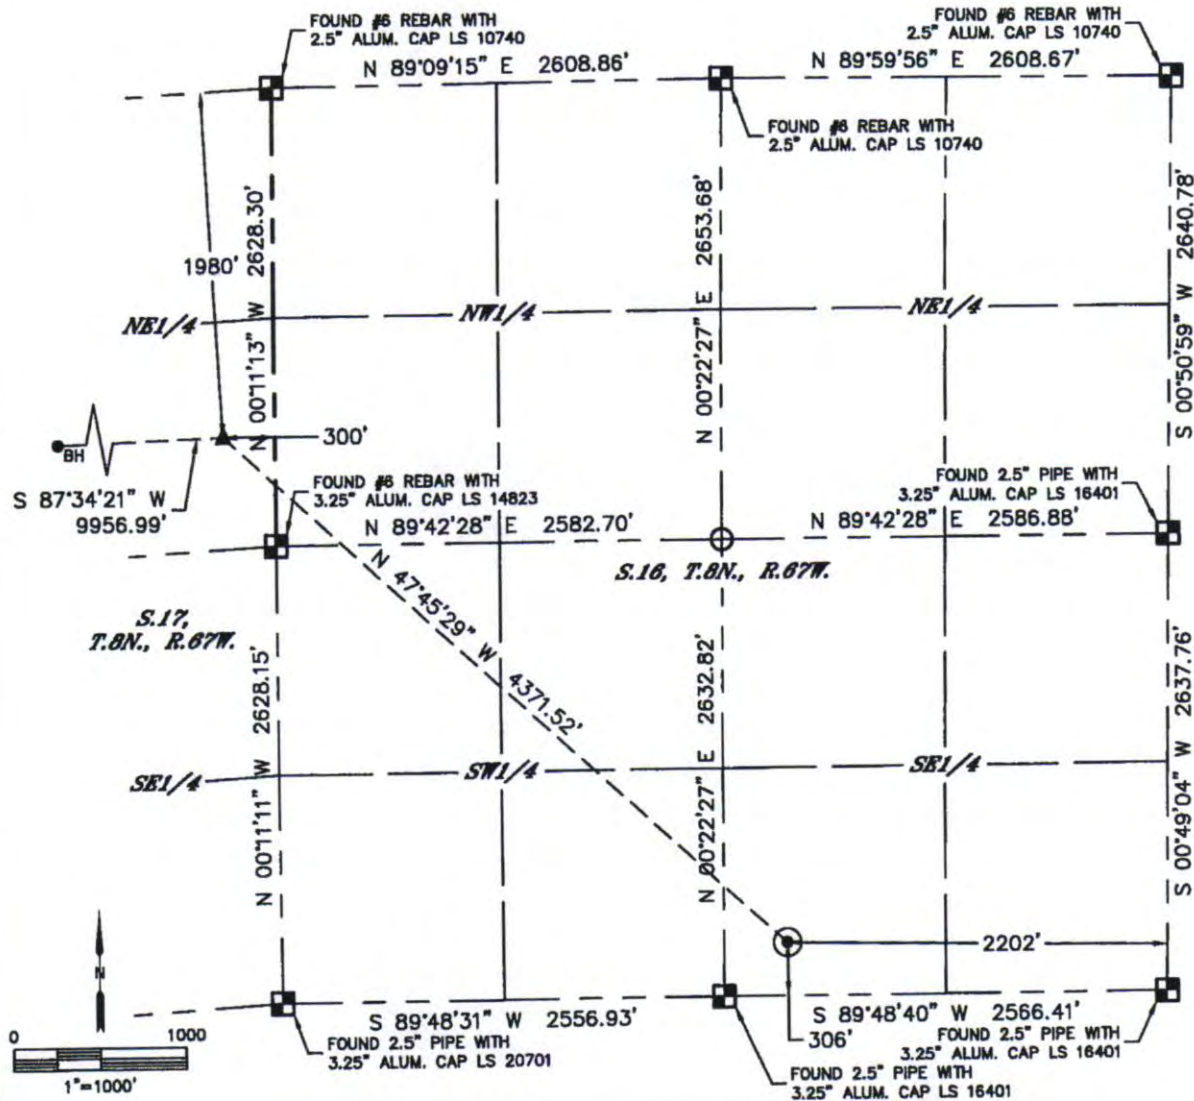 FOUND #6 REBAR WITH
2.5" ALUM. CAP LS 10740
FOUND #6 REBAR WITH
2.5" ALUM. CAP LS 10740
N 89°09'15" E 2608.86'
N 89°59'56" E 2608.67'
FOUND #6 REBAR WITH
2.5" ALUM. CAP LS 10740
N 00°11'13" W 2628.30'
N 00°22'27" E 2653.68'
S 00°50'59" W 2640.78'
1980'
NE1/4
NW1/4
NE1/4
300'
BH
S 87°34'21" W
9956.99'
FOUND #6 REBAR WITH
3.25" ALUM. CAP LS 14823
FOUND 2.5" PIPE WITH
3.25" ALUM. CAP LS 16401
N 89°42'28" E 2582.70'
N 89°42'28" E 2586.88'
S.16, T.8N., R.67W.
N 47°45'29" W 4371.52'
S.17,
T.8N., R.67W.
N 00°11'11" W 2628.15'
N 00°22'27" E 2632.82'
S 00°49'04" W 2637.76'
SE1/4
SW1/4
SE1/4
2202'
N
S 89°48'31" W 2556.93'
S 89°48'40" W 2566.41'
306'
0 1000
1"=1000'
FOUND 2.5" PIPE WITH
3.25" ALUM. CAP LS 20701
FOUND 2.5" PIPE WITH
3.25" ALUM. CAP LS 16401
FOUND 2.5" PIPE WITH
3.25" ALUM. CAP LS 16401